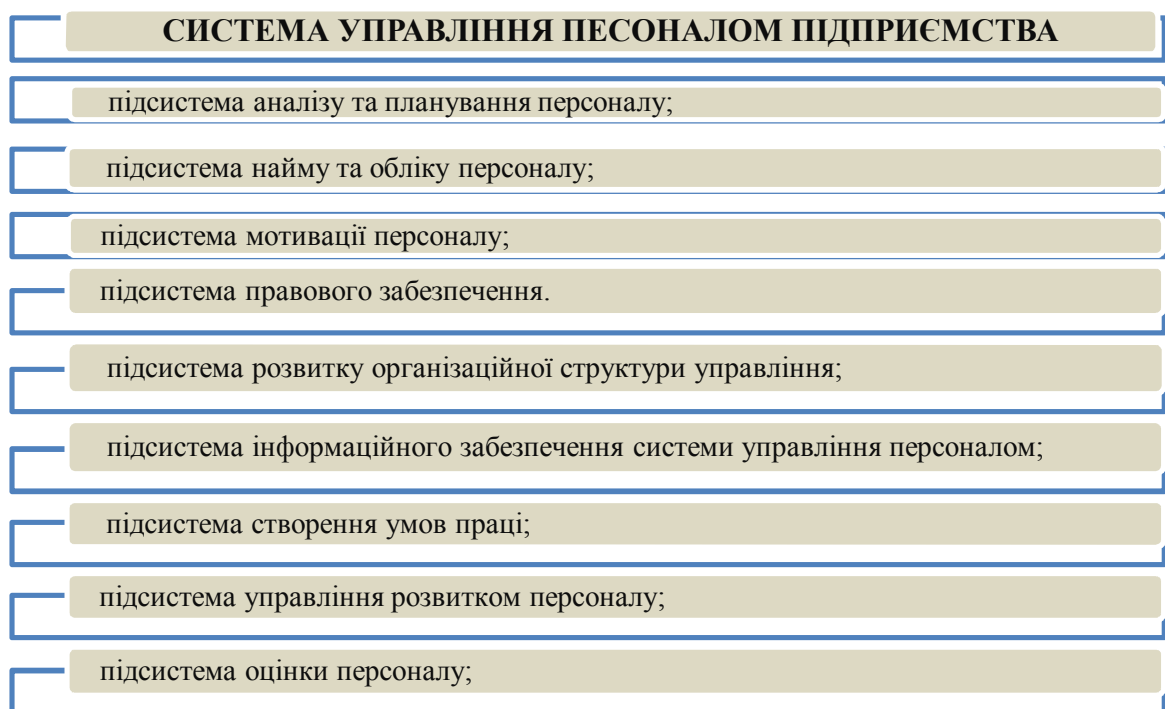 СИСТЕМА УПРАВЛІННЯ ПЕСОНАЛОМ ПІДПРИЄМСТВА
підсистема аналізу та планування персоналу;
підсистема найму та обліку персоналу;
підсистема мотивації персоналу;
підсистема правового забезпечення.
підсистема розвитку організаційної структури управління;
підсистема інформаційного забезпечення системи управління персоналом;
підсистема створення умов праці;
підсистема управління розвитком персоналу;
підсистема оцінки персоналу;